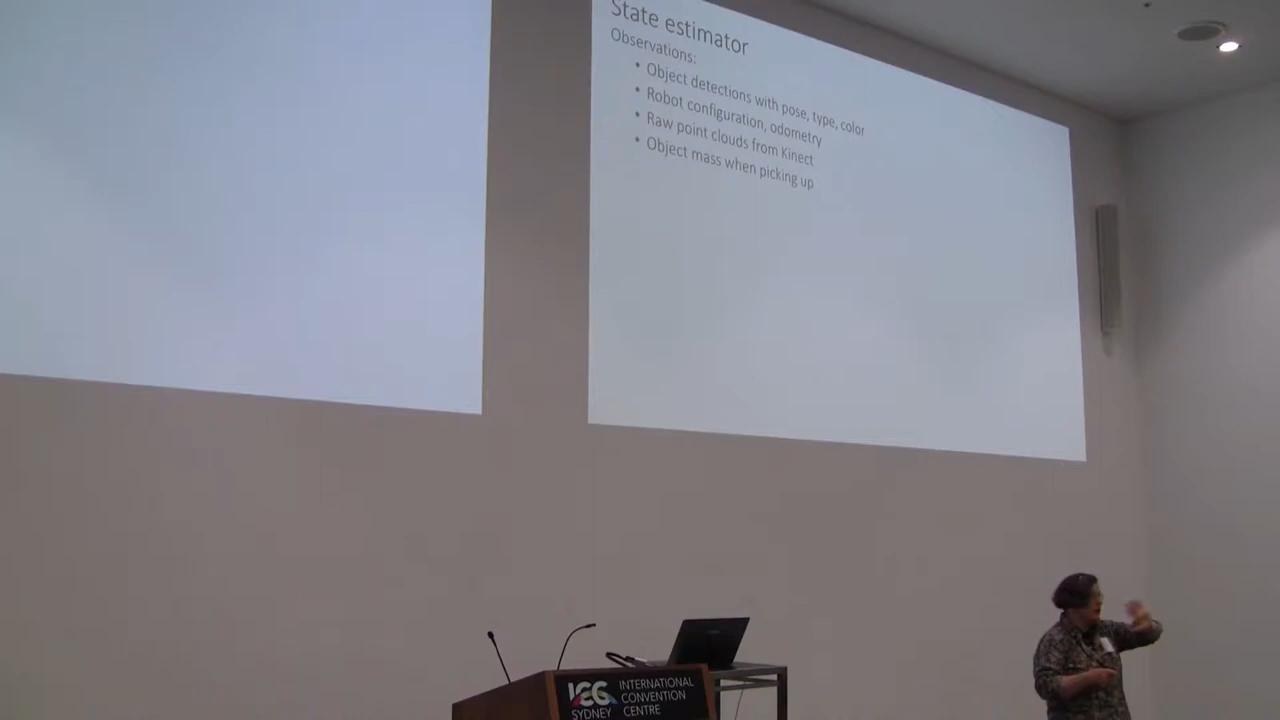 State estimator
Observations:
• Object detections with pose, type, color
• Robot configuration, odometry
• Raw point clouds from Kinect
• Object mass when picking up
ICC SYDNEY
INTERNATIONAL
CONVENTION
CENTRE